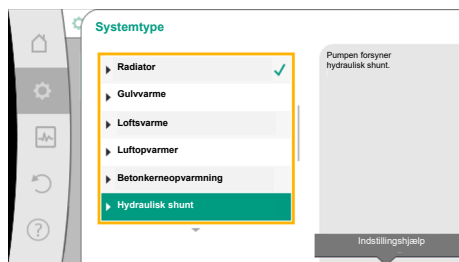 Systemtype
Radiator
Gulvvarme
Loftsvarme
Luftopvarmer
Betonkerneopvarmning
Hydraulisk shunt
Pumpen forsyner
hydraulisk shunt.
Indstillingshjælp